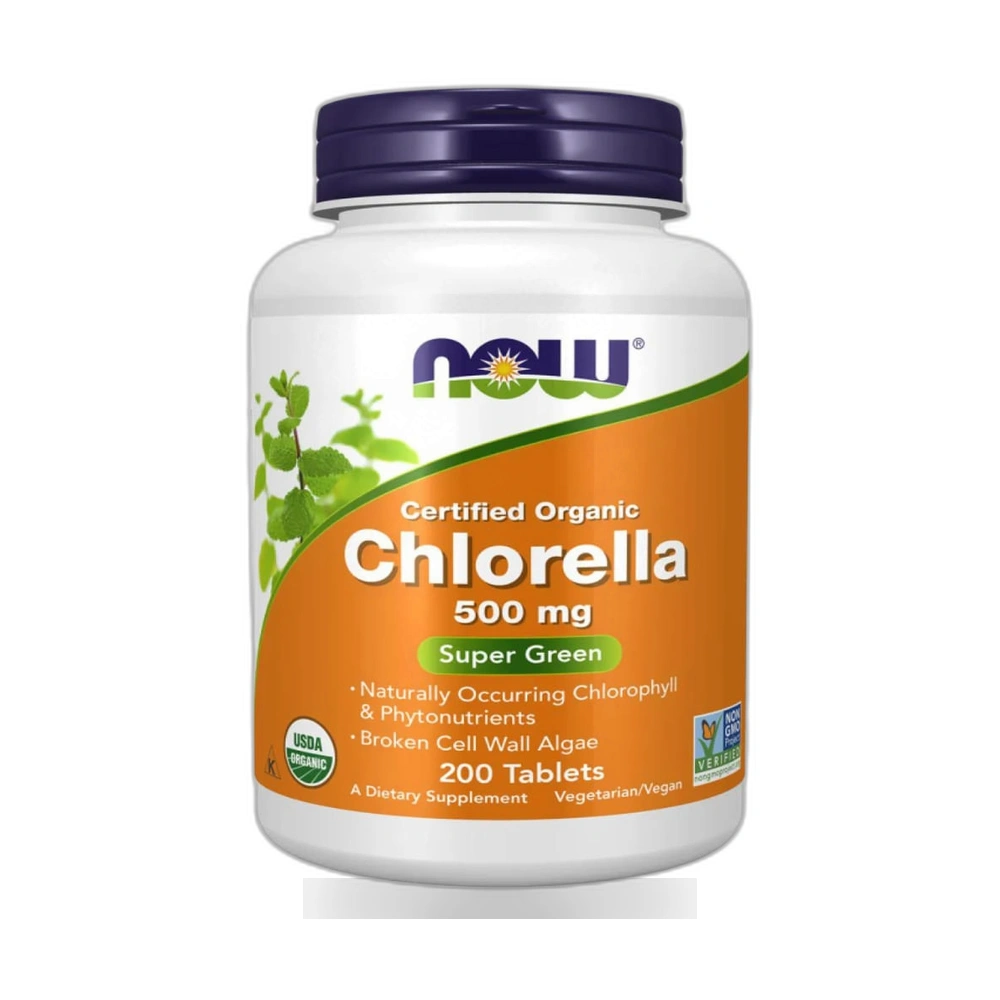 NOW®
Certified Organic
Chlorella
500 mg
Super Green
• Naturally Occurring Chlorophyll
& Phytonutrients
• Broken Cell Wall Algae
200 Tablets
A Dietary Supplement Vegetarian/Vegan
K
USDA
ORGANIC
NON
GMO
Project
VERIFIED